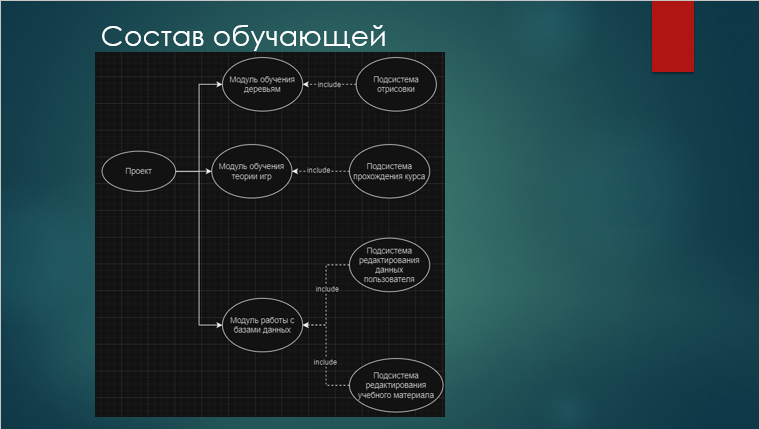 Состав обучающей
Модуль обучения
деревьям
include
Подсистема
отрисовки
Проект
Модуль обучения
теории игр
include
Подсистема
прохождения курса
Подсистема
редактирования
данных
пользователя
include
Модуль работы с
базами данных
include
Подсистема
редактирования
учебного материала